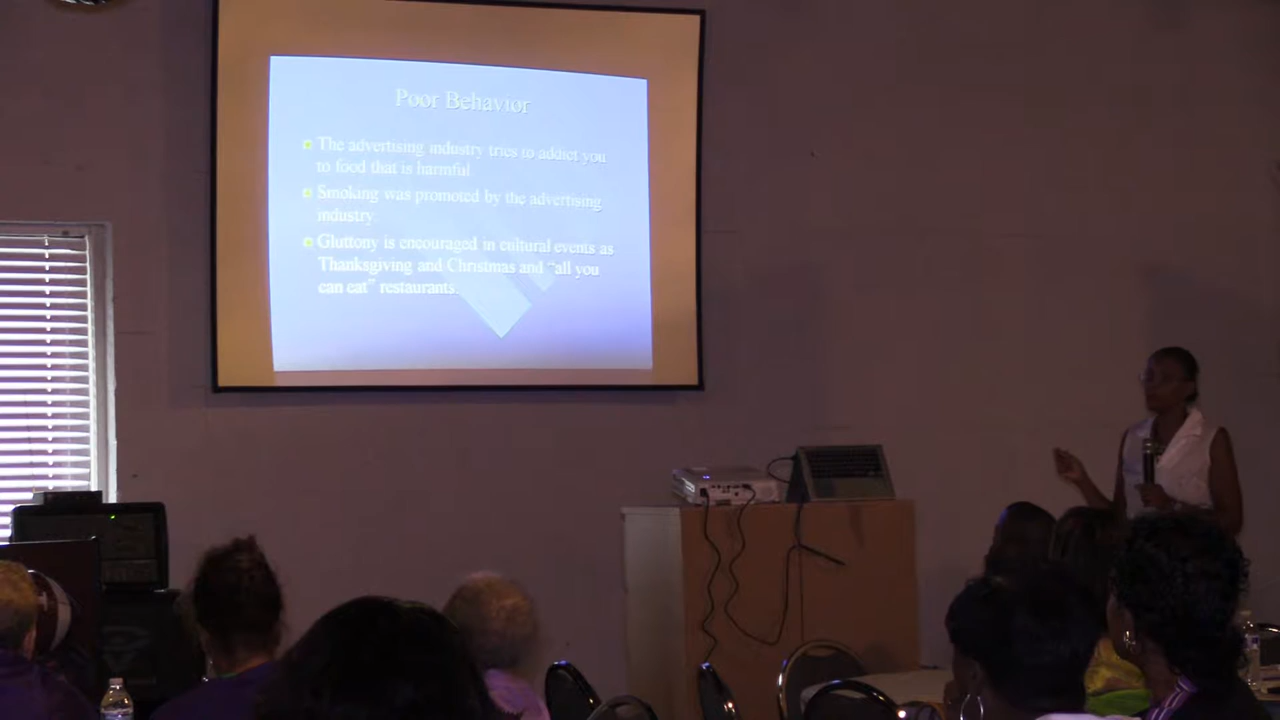 Poor Behavior
The advertising industry tries to addict you
to food that is harmful
Smoking was promoted by the advertising
industry.
Gluttony is encouraged in cultural events as
Thanksgiving and Christmas and “all you
can eat” restaurants.